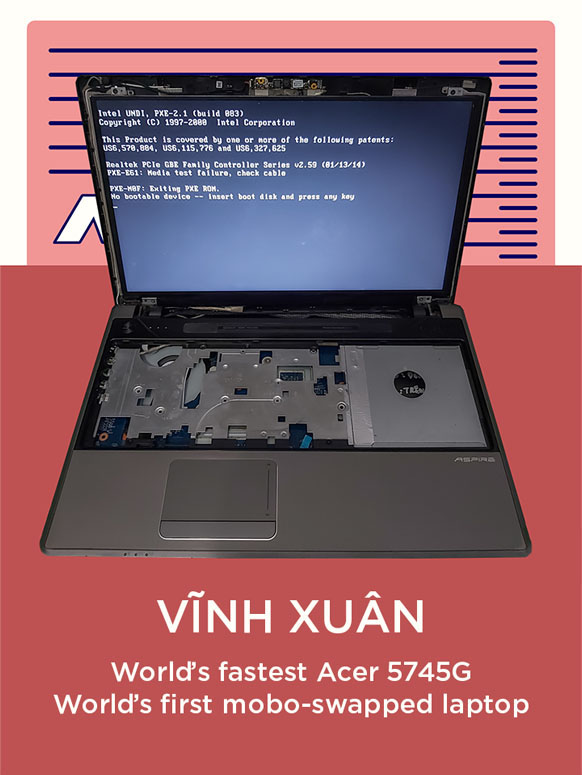 Intel UNDI, PXE-2.1 (build 083)
Copyright (C) 1997-2000  Intel Corporation
This Product is covered by one or more of the following patents:
US6,570,884, US6,115,776 and US6,327,625
Realtek PCIe GBE Family Controller Series v2.59 (01/13/14)
PXE-E61: Media test failure, check cable
PXE-M0F: Exiting PXE ROM.
No bootable device -- insert boot disk and press any key
ASPIRE
VĨNH XUÂN
World's fastest Acer 5745G
World's first mobo-swapped laptop